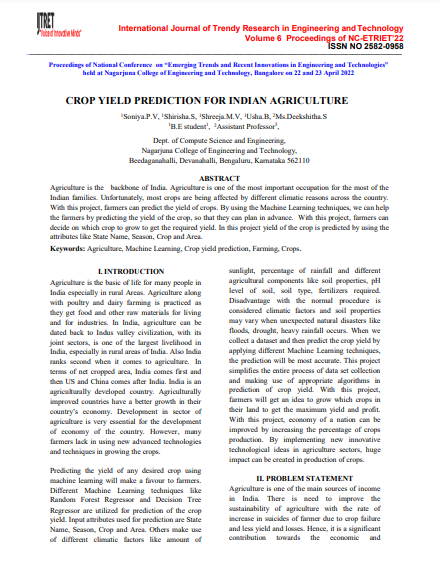 IJTRET
"Voice of Innovative Minds"
International Journal of Trendy Research in Engineering and Technology
Volume 6 Proceedings of NC-ETRIET'22
ISSN NO 2582-0958
Proceedings of National Conference on “Emerging Trends and Recent Innovations in Engineering and Technologies”
held at Nagarjuna College of Engineering and Technology, Bangalore on 22 and 23 April 2022
CROP YIELD PREDICTION FOR INDIAN AGRICULTURE
¹Soniya.P.V, ¹Shirisha.S, ¹Shreeja.M.V, ¹Usha.B, ²Ms.Deekshitha.S
¹B.E student¹, ²Assistant Professor²,
Dept. of Compute Science and Engineering,
Nagarjuna College of Engineering and Technology,
Beedaganahalli, Devanahalli, Bengaluru, Karnataka 562110
ABSTRACT
Agriculture is the backbone of India. Agriculture is one of the most important occupation for the most of the
Indian families. Unfortunately, most crops are being affected by different climatic reasons across the country.
With this project, farmers can predict the yield of crops. By using the Machine Learning techniques, we can help
the farmers by predicting the yield of the crop, so that they can plan in advance. With this project, farmers can
decide on which crop to grow to get the required yield. In this farming yield of the crop is predicted by using the
attributes like State Name, Season, Crop and Area.
Keywords: Agriculture, Machine Learning, Crop yield prediction, Farming, Crops.
I. INTRODUCTION
Agriculture is the basic of life for many people in
India especially in rural Areas. Agriculture along
with poultry and dairy farming is practiced as
they get food and other raw materials for living
and for industries. In India, agriculture can be
dated back to Indus valley civilization, with its
joint sectors, is one of the largest livelihood in
India, especially in rural areas of India. Also India
ranks second when it comes to agriculture. In
terms of net cropped area, India comes first and
then US and China comes after India. India is an
agriculturally developed country. Agriculturally
improved countries have a better growth in their
country's economy. Development in sector of
agriculture is very essential for the development
of economy of the country. However, many
farmers lack in using new advanced technologies
and techniques in growing the crops.
Predicting the yield of any desired crop using
machine learning will make a favour to farmers.
Different Machine Learning techniques like
Random Forest Regressor and Decision Tree
Regressor are utilized for prediction of the crop
yield. Input attributes used for prediction are State
Name, Season, Crop and Area. Others make use
of different climatic factors like amount of
sunlight, percentage of rainfall and different
agricultural components like soil properties, pH
level of soil, soil type, fertilizers required.
Disadvantage with the normal procedure is
considered climatic factors and soil properties
may vary when unexpected natural disasters like
floods, drought, heavy rainfall occurs. When we
collect a dataset and then predict the crop yield by
applying different Machine Learning techniques,
the prediction will be most accurate. This project
simplifies the entire process of data set collection
and making use of appropriate algorithms in
prediction of crop yield. With this project,
farmers will get an idea to grow which crops in
their land to get the maximum yield and profit.
With this project, economy of a nation can be
improved by increasing the percentage of crops
production. By implementing new innovative
technological ideas in agriculture sectors, huge
impact can be created in production of crops.
II. PROBLEM STATEMENT
Agriculture is one of the main sources of income
in India. There is need to improve the
sustainability of agriculture with the rate of
increase in suicides of farmer due to crop failure
and less yield and losses. Hence, it is a significant
contribution towards the economic and